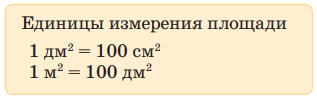 Единицы измерения площади
1 дм² = 100 см²
1 м² = 100 дм²